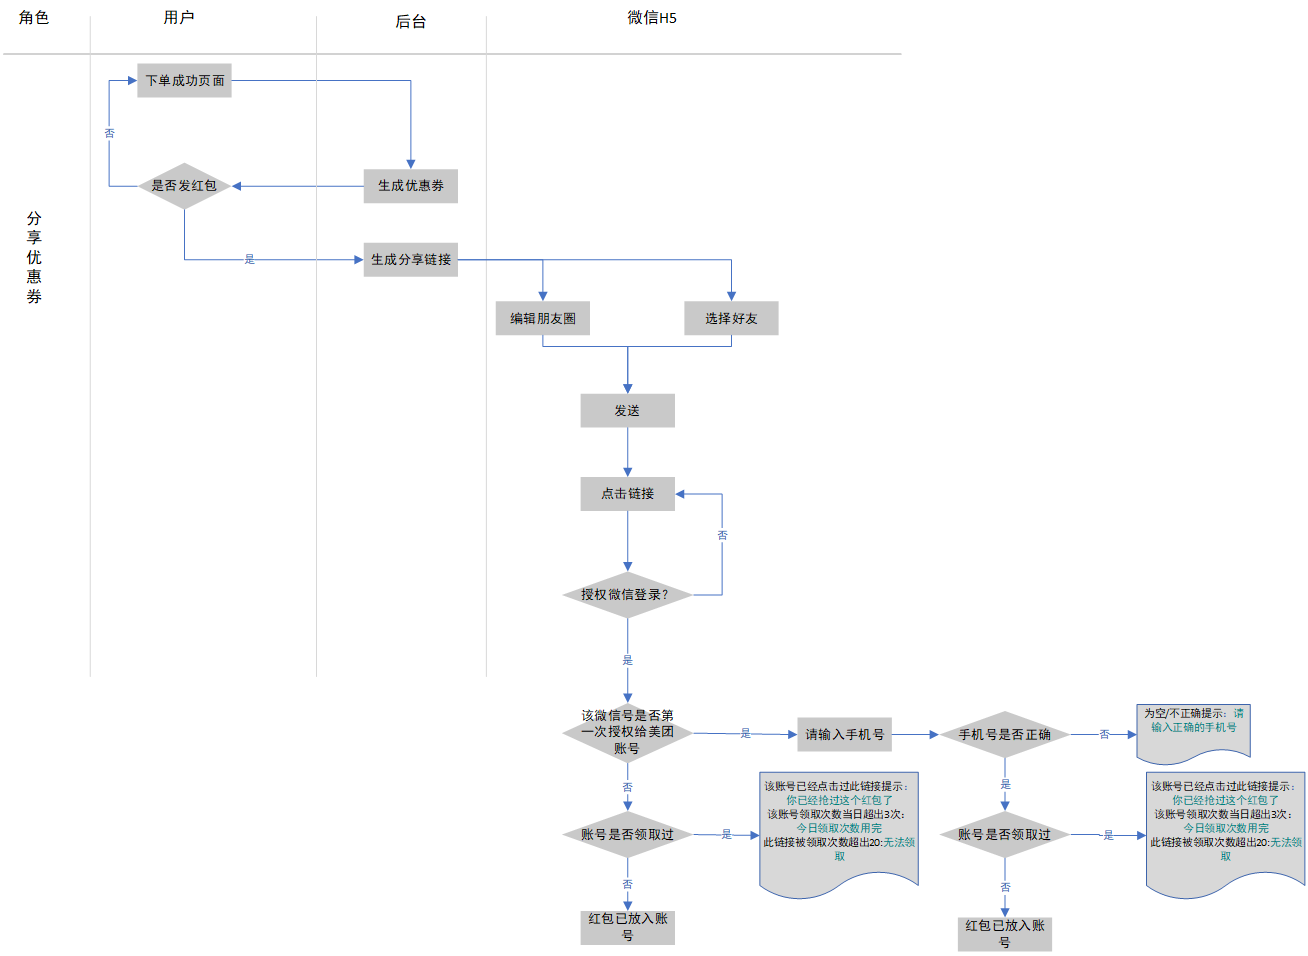 角色
用户
后台
微信H5
下单成功页面
否
是否发红包
生成优惠券
分
享
优
惠
券
是
生成分享链接
编辑朋友圈
选择好友
发送
点击链接
否
授权微信登录？
是
该微信号是否第
一次授权给美团
账号
是
请输入手机号
手机号是否正确
否
为空/不正确提示：请
输入正确的手机号
否
是
账号是否领取过
是
该账号已经点击过此链接提示：
你已经抢过这个红包了
该账号领取次数当日超出3次：
今日领取次数用完
此链接被领取次数超出20:无法领
取
账号是否领取过
是
该账号已经点击过此链接提示：
你已经抢过这个红包了
该账号领取次数当日超出3次：
今日领取次数用完
此链接被领取次数超出20:无法领
取
否
红包已放入账
号
否
红包已放入账
号